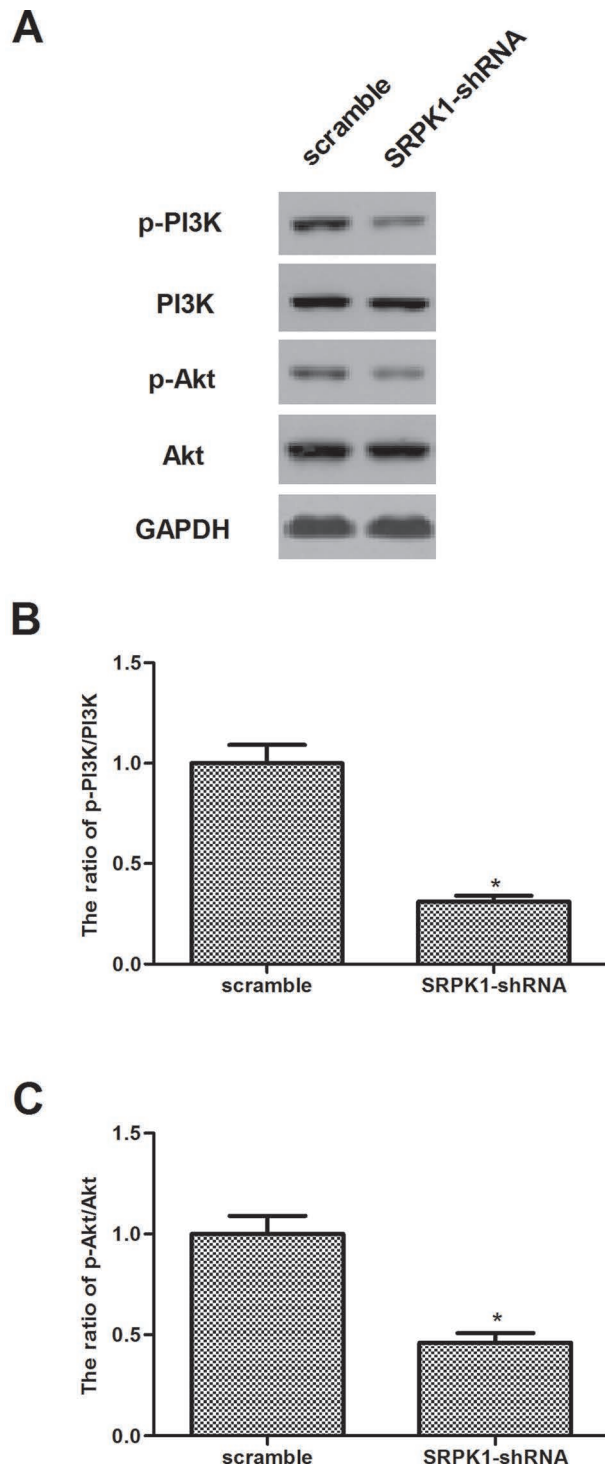 A
scramble
SRPK1-shRNA
p-PI3K
PI3K
p-Akt
Akt
GAPDH
B
The ratio of p-PI3K/PI3K
1.5
1.0
0.5
0.0
*
scramble SRPK1-shRNA
C
The ratio of p-Akt/Akt
1.5
1.0
0.5
0.0
*
scramble SRPK1-shRNA